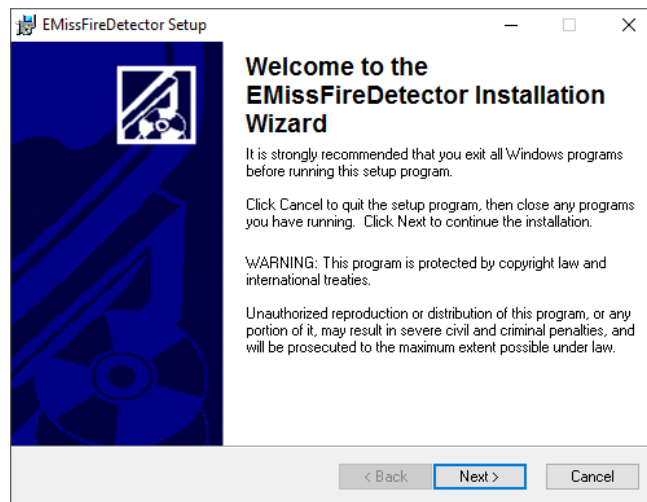 EMissFireDetector Setup
Welcome to the
EMissFireDetector Installation
Wizard
It is strongly recommended that you exit all Windows programs
before running this setup program.
Click Cancel to quit the setup program, then close any programs
you have running.  Click Next to continue the installation.
WARNING: This program is protected by copyright law and
international treaties.
Unauthorized reproduction or distribution of this program, or any
portion of it, may result in severe civil and criminal penalties, and
will be prosecuted to the maximum extent possible under law.
< Back Next > Cancel